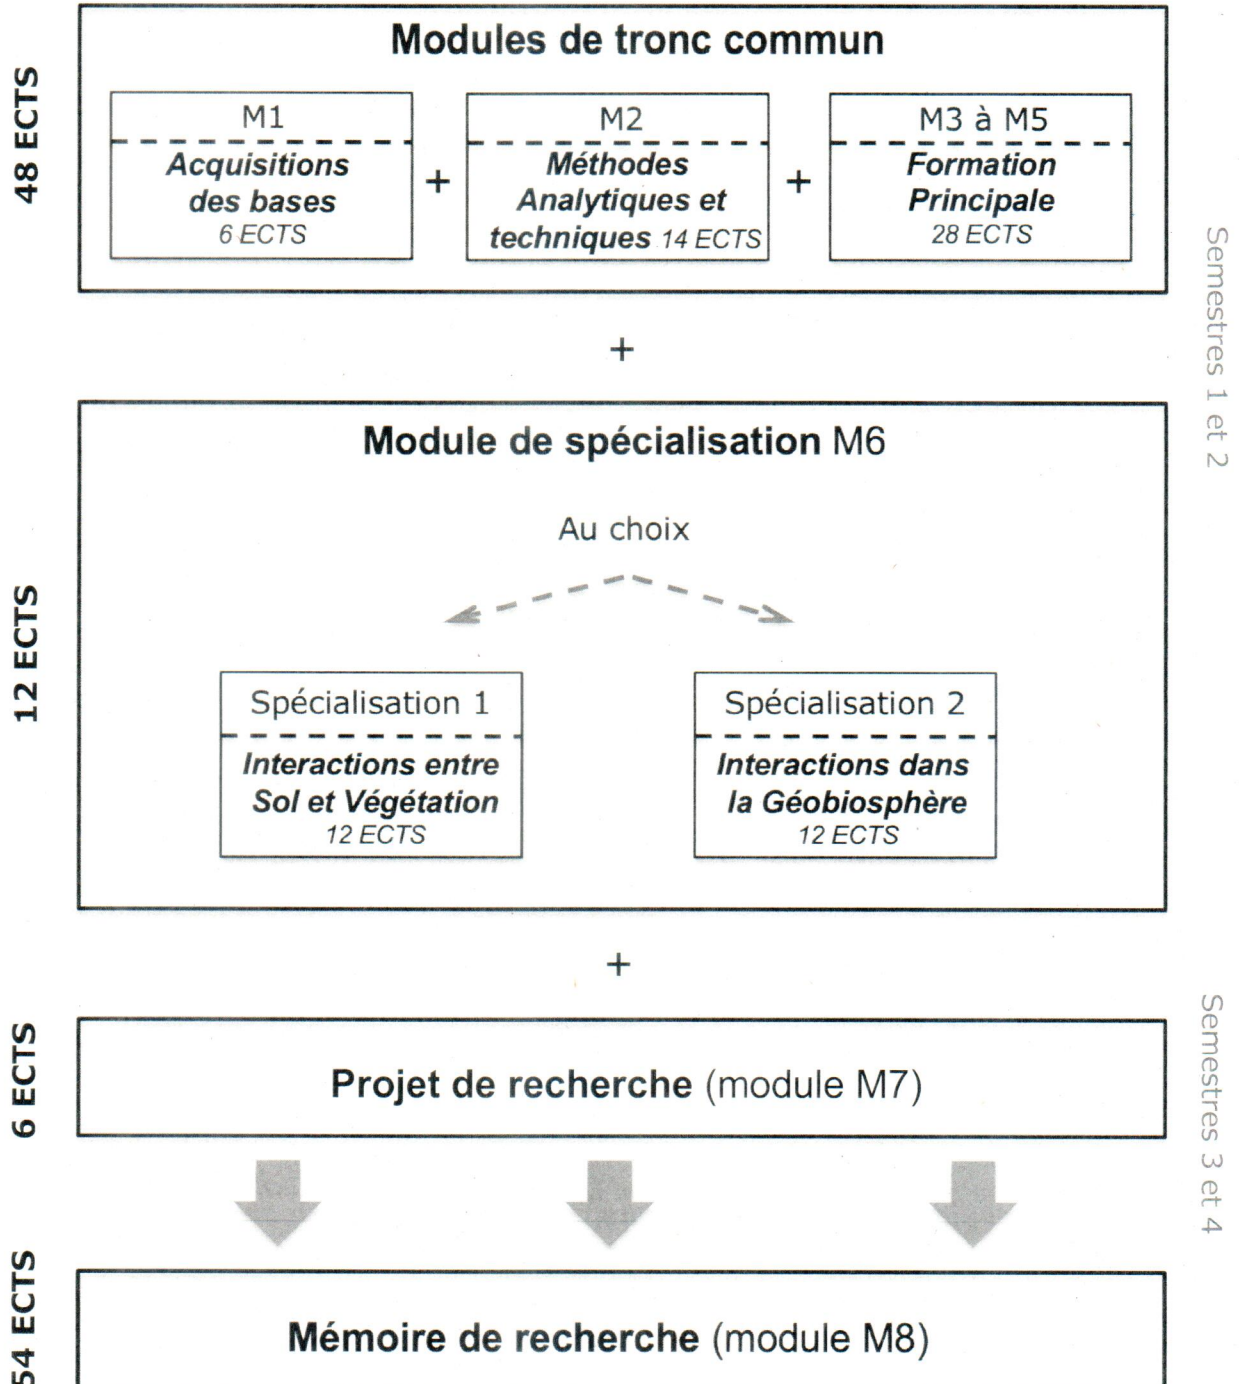 Modules de tronc commun
48 ECTS
M1
Acquisitions
des bases
6 ECTS
+
M2
Méthodes
Analytiques et
techniques 14 ECTS
+
M3 à M5
Formation
Principale
28 ECTS
Semestres 1 et 2
+
Module de spécialisation M6
12 ECTS
Au choix
Spécialisation 1
Interactions entre
Sol et Végétation
12 ECTS
Spécialisation 2
Interactions dans
la Géobiosphère
12 ECTS
+
6 ECTS
Projet de recherche (module M7)
Semestres 3 et 4
54 ECTS
Mémoire de recherche (module M8)